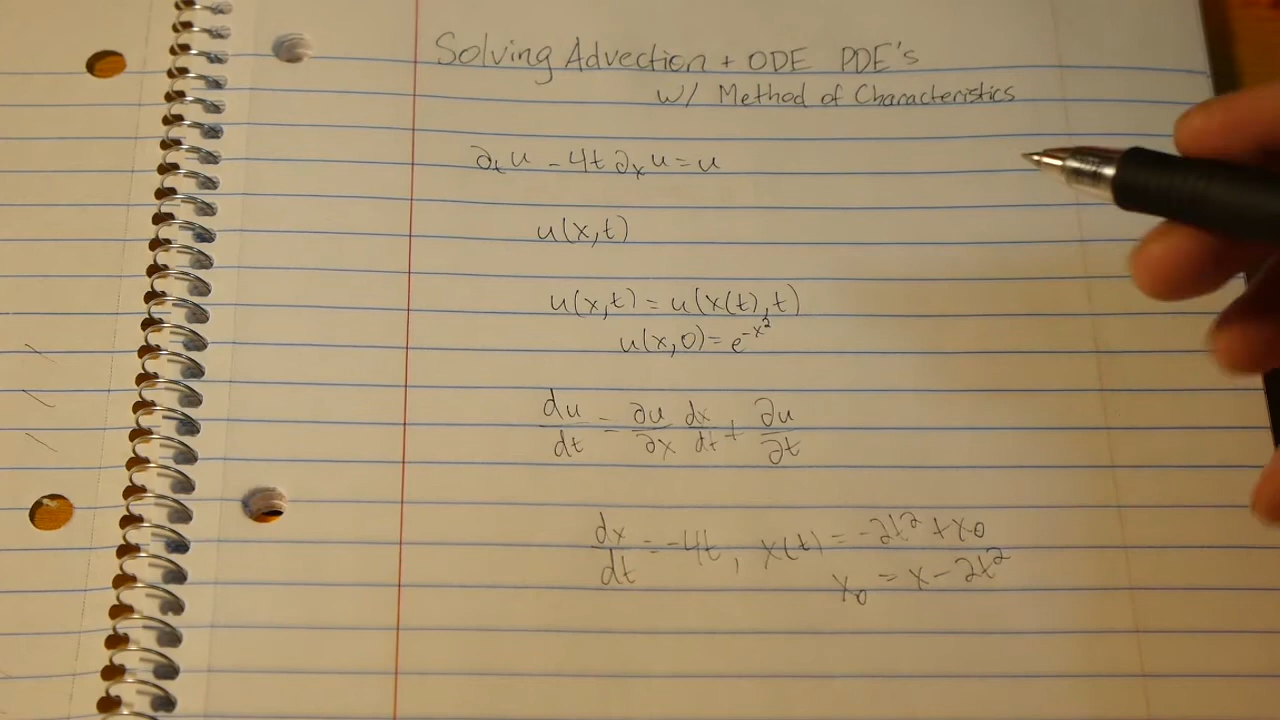 Solving Advection + ODE PDE's
w/ Method of Characteristics
∂ₜu - 4t ∂ₓu = u
u(x,t)
u(x,t) = u(x(t),t)
u(x,0) = e^-x²
du/dt = ∂u/∂x dx/dt + ∂u/∂t
dx/dt = -4t, x(t) = -2t² + x₀
x₀ = x - 2t²